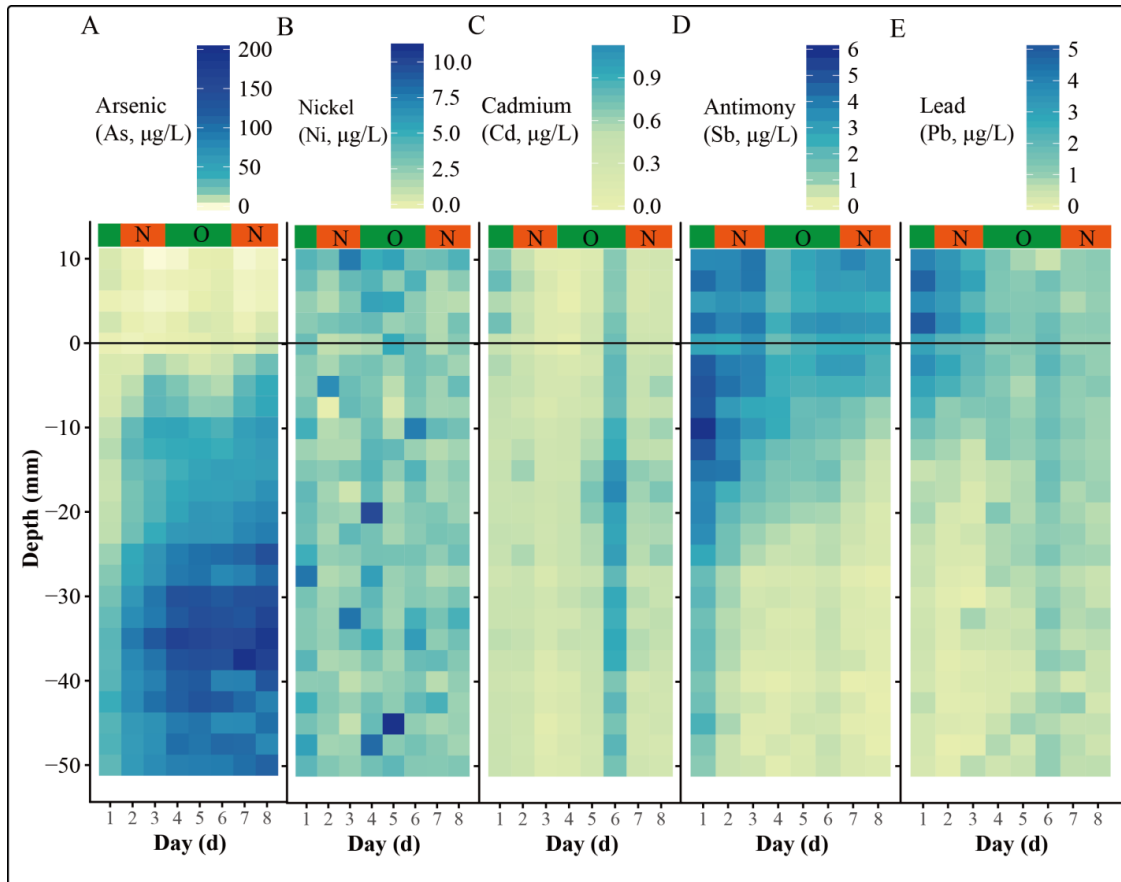 A
Arsenic
(As, μg/L)
200
150
100
50
0
B
Nickel
(Ni, μg/L)
10.0
7.5
5.0
2.5
0.0
C
Cadmium
(Cd, μg/L)
0.9
0.6
0.3
0.0
D
Antimony
(Sb, μg/L)
6
5
4
3
2
1
0
E
Lead
(Pb, μg/L)
5
4
3
2
1
0
N O N
N O N
N O N
N O N
N O N
Depth (mm)
10
0
−10
−20
−30
−40
−50
1 2 3 4 5 6 7 8
1 2 3 4 5 6 7 8
1 2 3 4 5 6 7 8
1 2 3 4 5 6 7 8
1 2 3 4 5 6 7 8
Day (d)
Day (d)
Day (d)
Day (d)
Day (d)